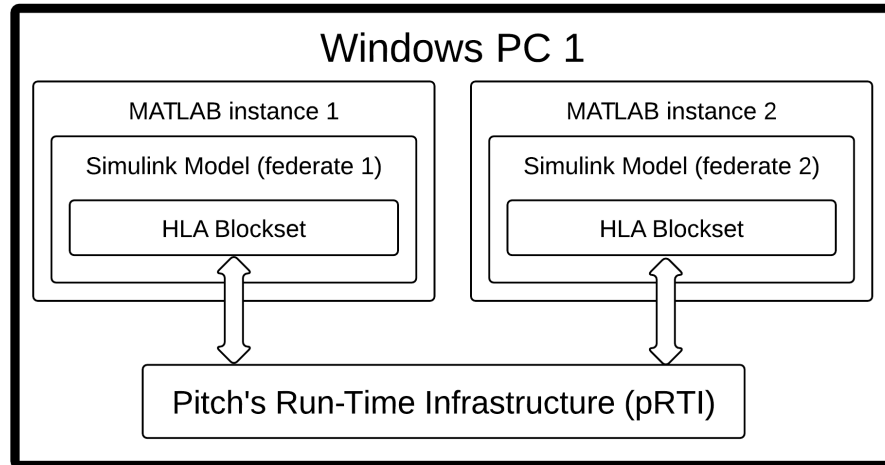 Windows PC 1
MATLAB instance 1
Simulink Model (federate 1)
HLA Blockset
MATLAB instance 2
Simulink Model (federate 2)
HLA Blockset
Pitch's Run-Time Infrastructure (pRTI)